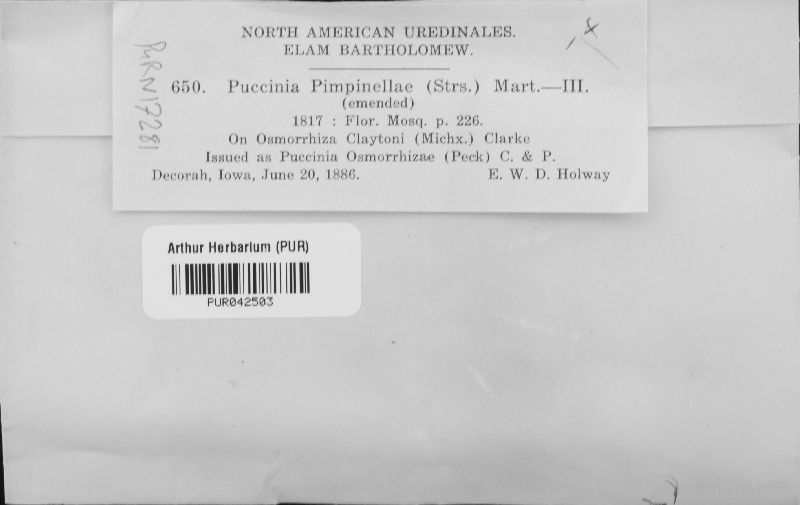 NORTH AMERICAN UREDINALES.
ELAM BARTHOLOMEW.
650. Puccinia Pimpinellae (Strs.) Mart.—III.
(emended)
1817 : Flor. Mosq. p. 226.
On Osmorrhiza Claytoni (Michx.) Clarke
Issued as Puccinia Osmorrhizae (Peck) C. & P.
Decorah, Iowa, June 20, 1886. E. W. D. Holway
PURN17281
Arthur Herbarium (PUR)
PUR042503